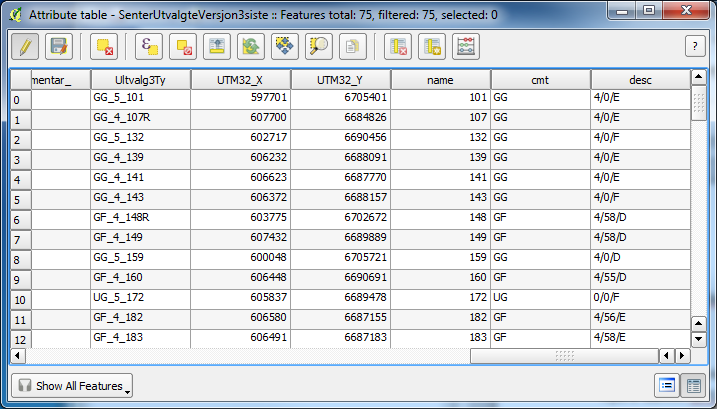 Attribute table - SenterUtvalgteVersjon3siste :: Features total: 75, filtered: 75, selected: 0
?
mentar_ Ultvalg3Ty UTM32_X UTM32_Y name cmt desc
0 GG_5_101 597701 6705401 101 GG 4/0/E
1 GG_4_107R 607700 6684826 107 GG 4/0/E
2 GG_5_132 602717 6690456 132 GG 4/0/F
3 GG_4_139 606232 6688091 139 GG 4/0/E
4 GG_4_141 606623 6687770 141 GG 4/0/E
5 GG_4_143 606372 6688157 143 GG 4/0/F
6 GF_4_148R 603775 6702672 148 GF 4/58/D
7 GF_4_149 607432 6689889 149 GF 4/58/D
8 GG_5_159 600048 6705721 159 GG 4/0/D
9 GF_4_160 606448 6690691 160 GF 4/55/D
10 UG_5_172 605837 6689478 172 UG 0/0/F
11 GF_4_182 606580 6687155 182 GF 4/56/E
12 GF_4_183 606491 6687183 183 GF 4/58/E
Show All Features